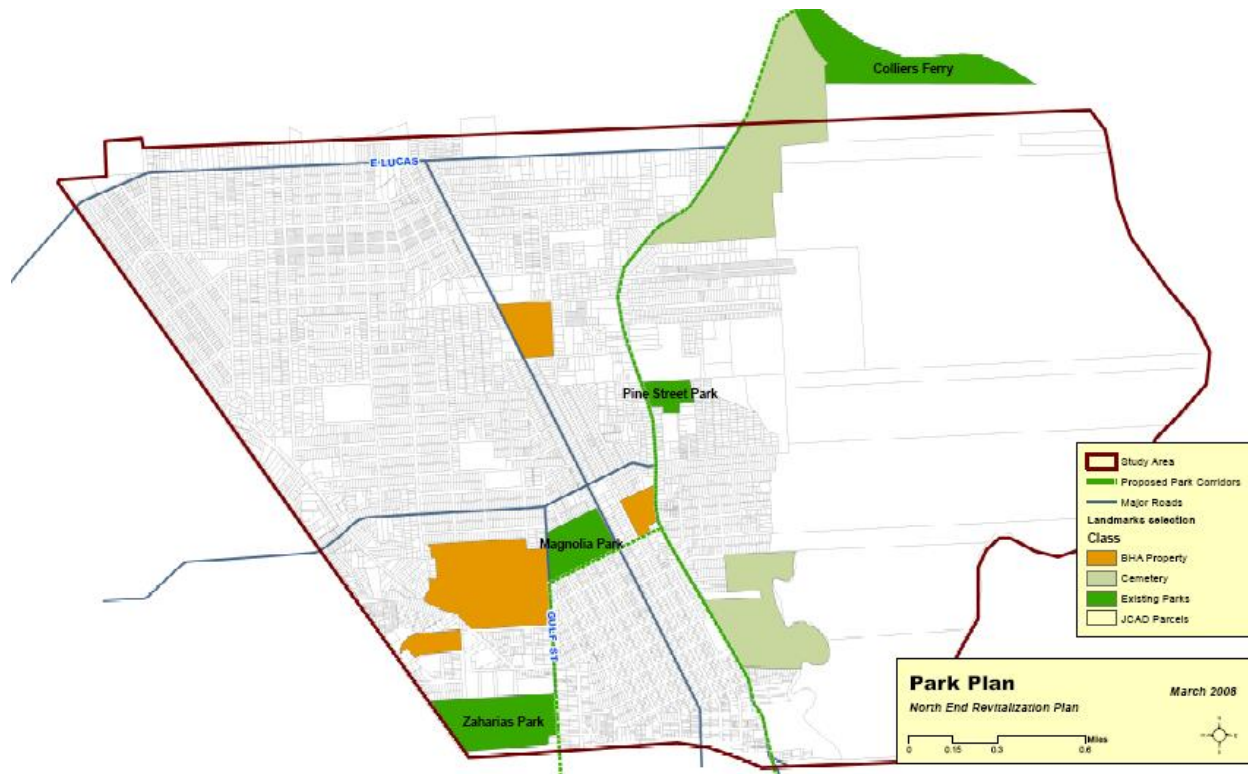 Colliers Ferry
E LUCAS
Pine Street Park
Magnolia Park
GULF ST
Zaharias Park
Study Area
Proposed Park Corridors
Major Roads
Landmarks selection
Class
BHA Property
Cemetery
Existing Parks
JCAD Parcels
Park Plan
March 2008
North End Revitalization Plan
Miles
0 0.15 0.3 0.6